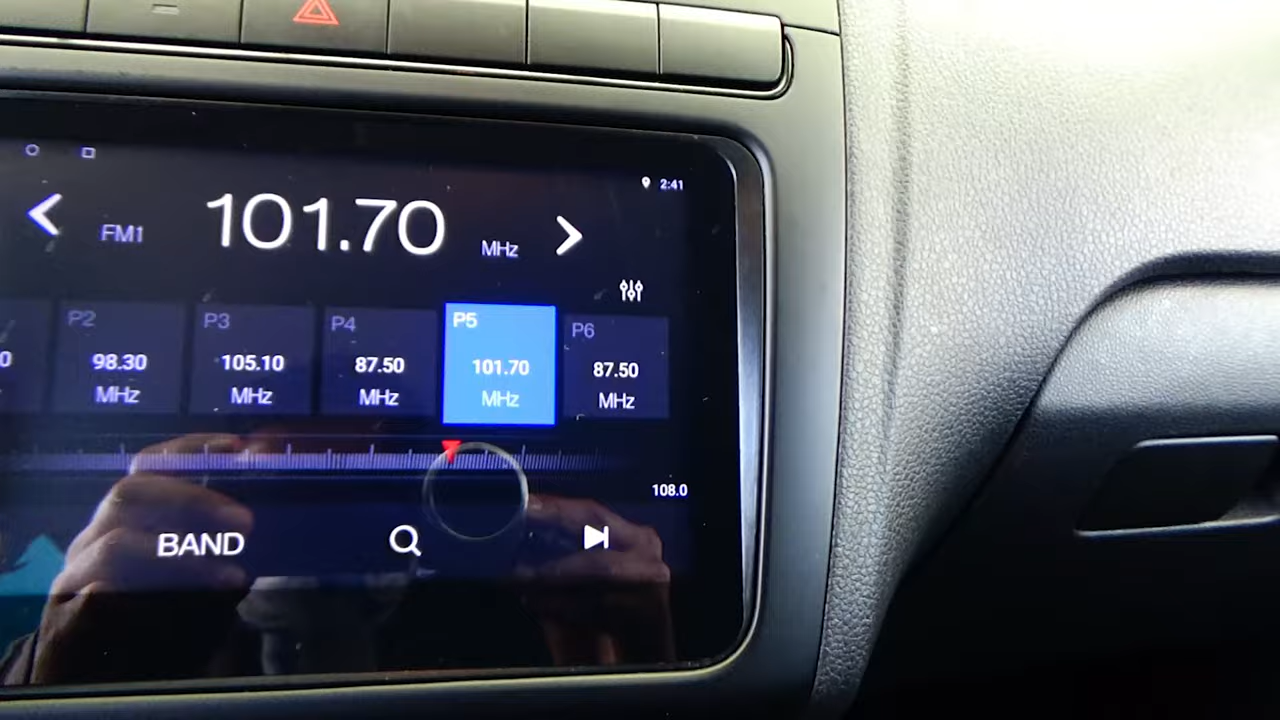 2:41
FM1 101.70 MHz
0
P2
98.30
MHz
P3
105.10
MHz
P4
87.50
MHz
P5
101.70
MHz
P6
87.50
MHz
108.0
BAND